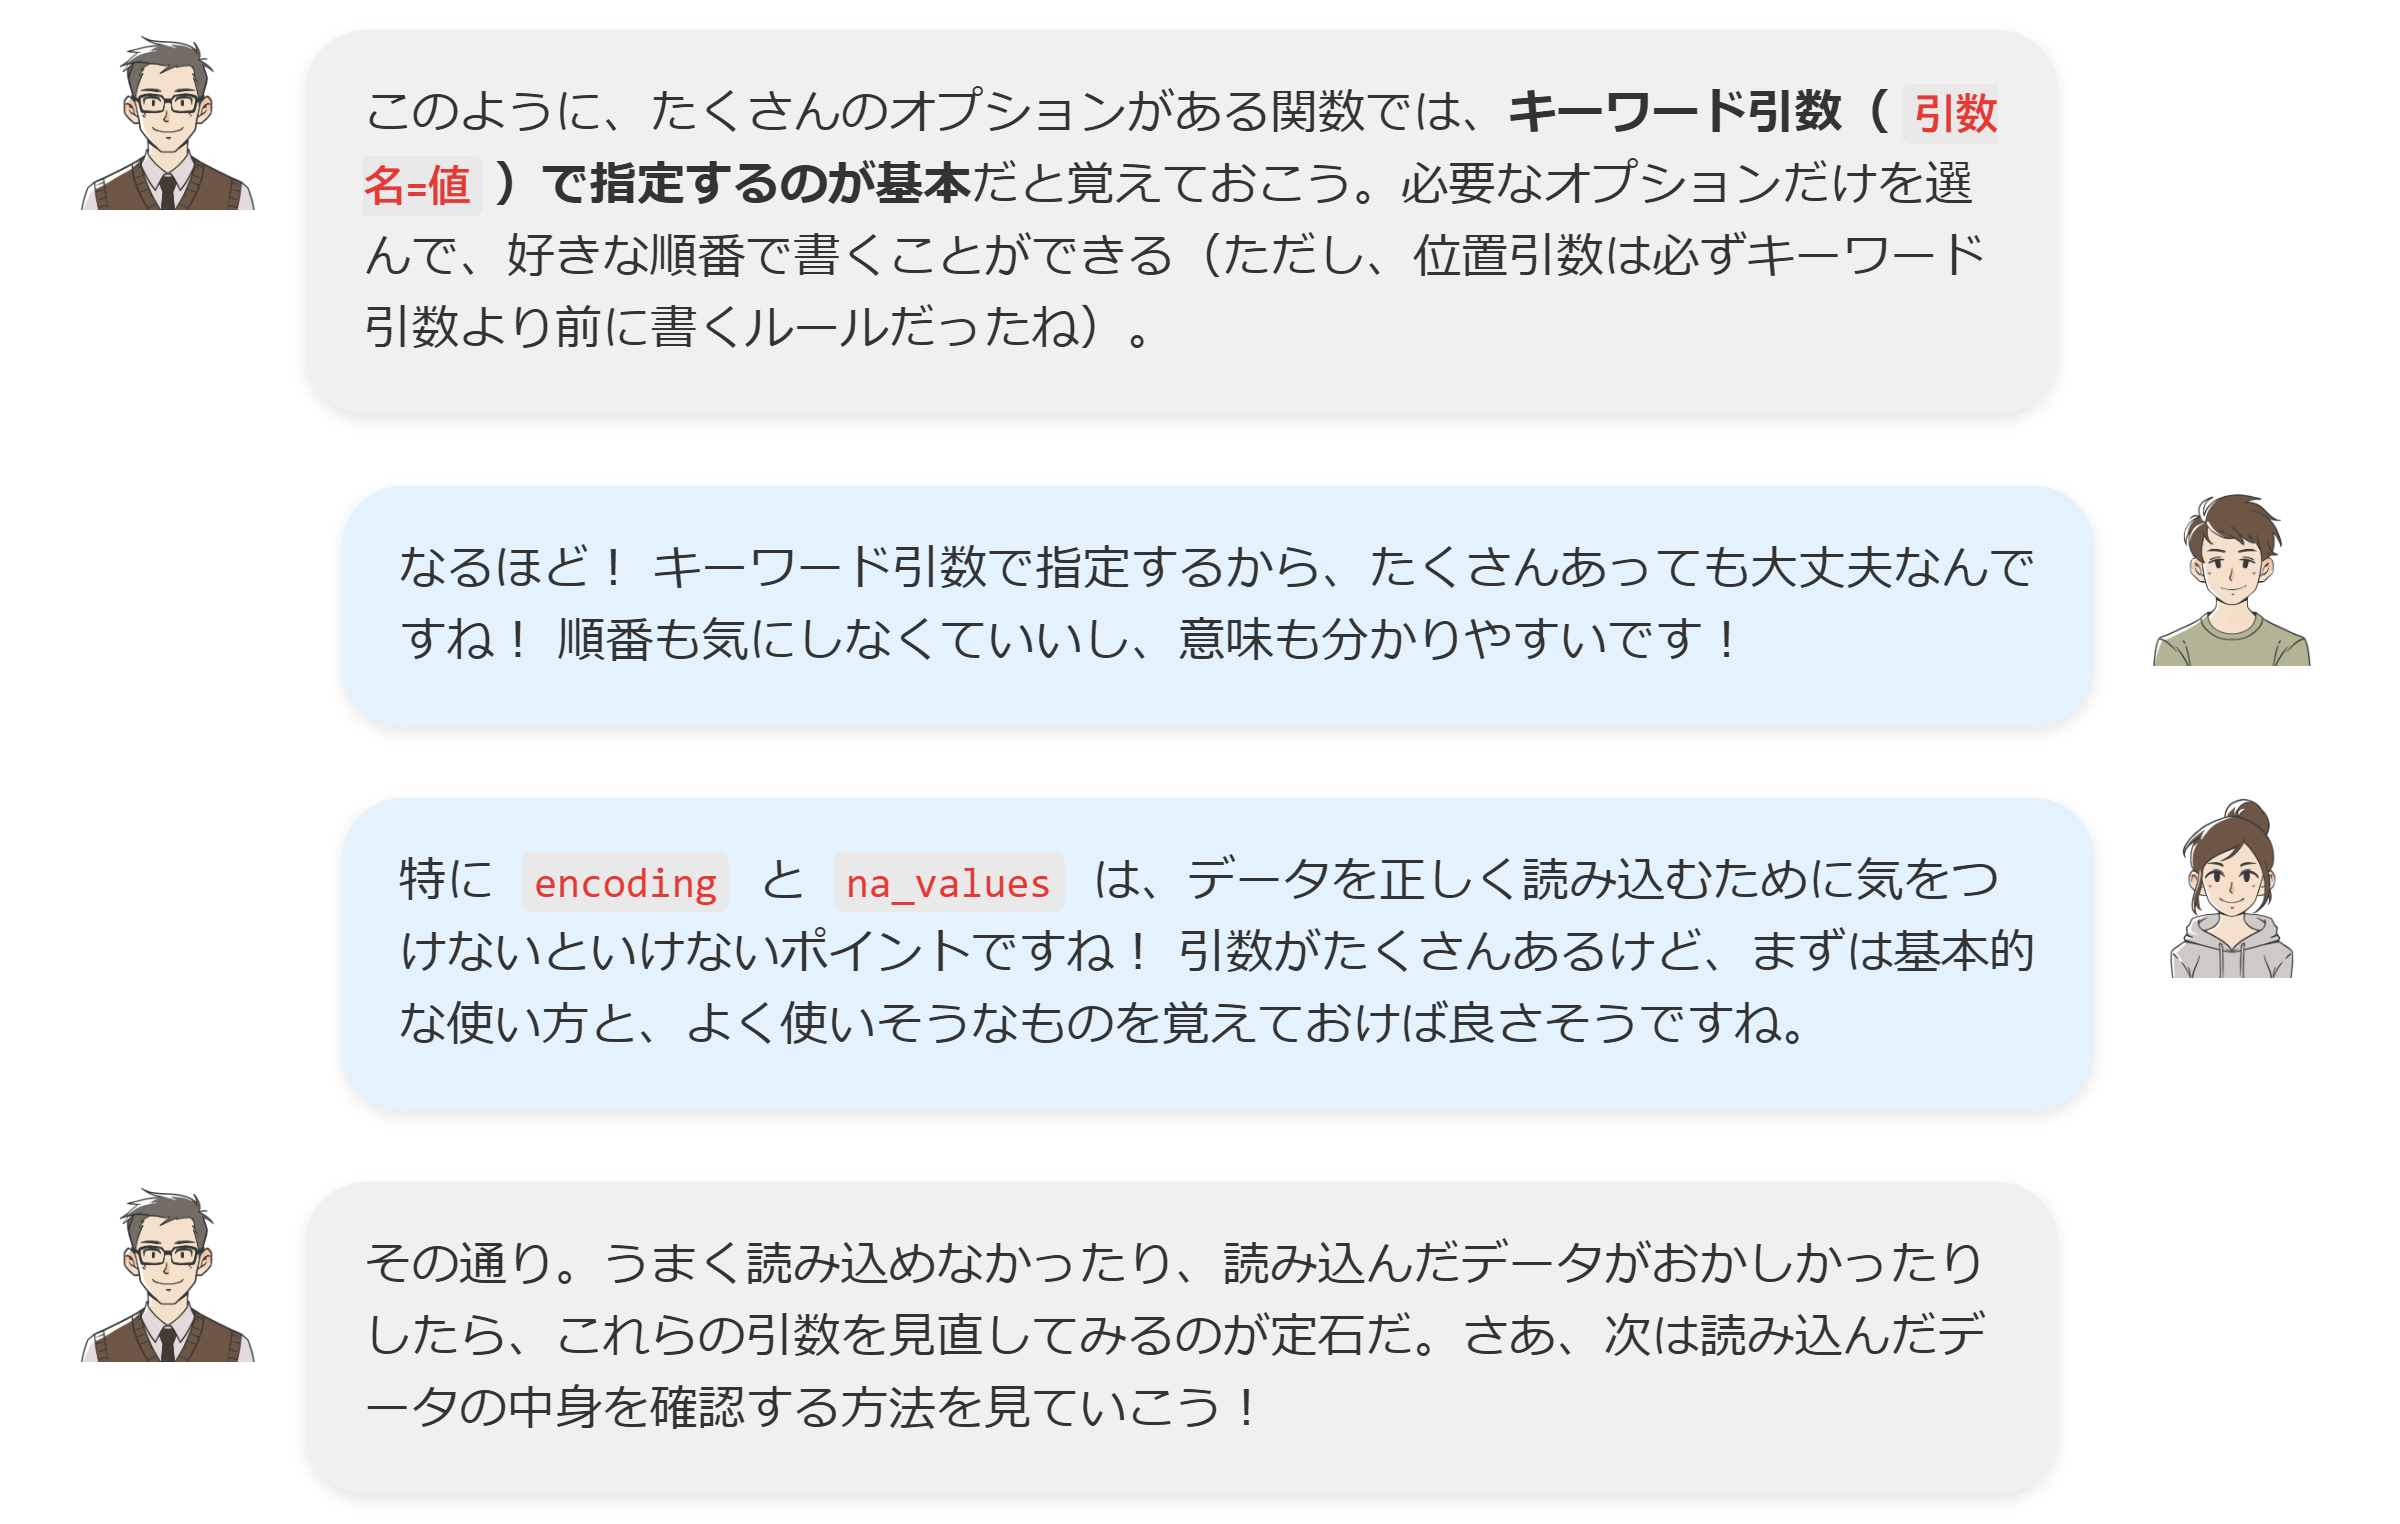 このように、たくさんのオプションがある関数では、キーワード引数（引数
名=値）で指定するのが基本だと覚えておこう。必要なオプションだけを選
んで、好きな順番で書くことができる（ただし、位置引数は必ずキーワード
引数より前に書くルールだったね）。
なるほど！ キーワード引数で指定するから、たくさんあっても大丈夫なんで
すね！ 順番も気にしなくていいし、意味も分かりやすいです！
特に encoding と na_values は、データを正しく読み込むために気をつ
けないといけないポイントですね！ 引数がたくさんあるけど、まずは基本的
な使い方と、よく使いそうなものを覚えておけば良さそうですね。
その通り。うまく読み込めなかったり、読み込んだデータがおかしかったり
したら、これらの引数を見直してみるのが定石だ。さあ、次は読み込んだデ
ータの中身を確認する方法を見ていこう！